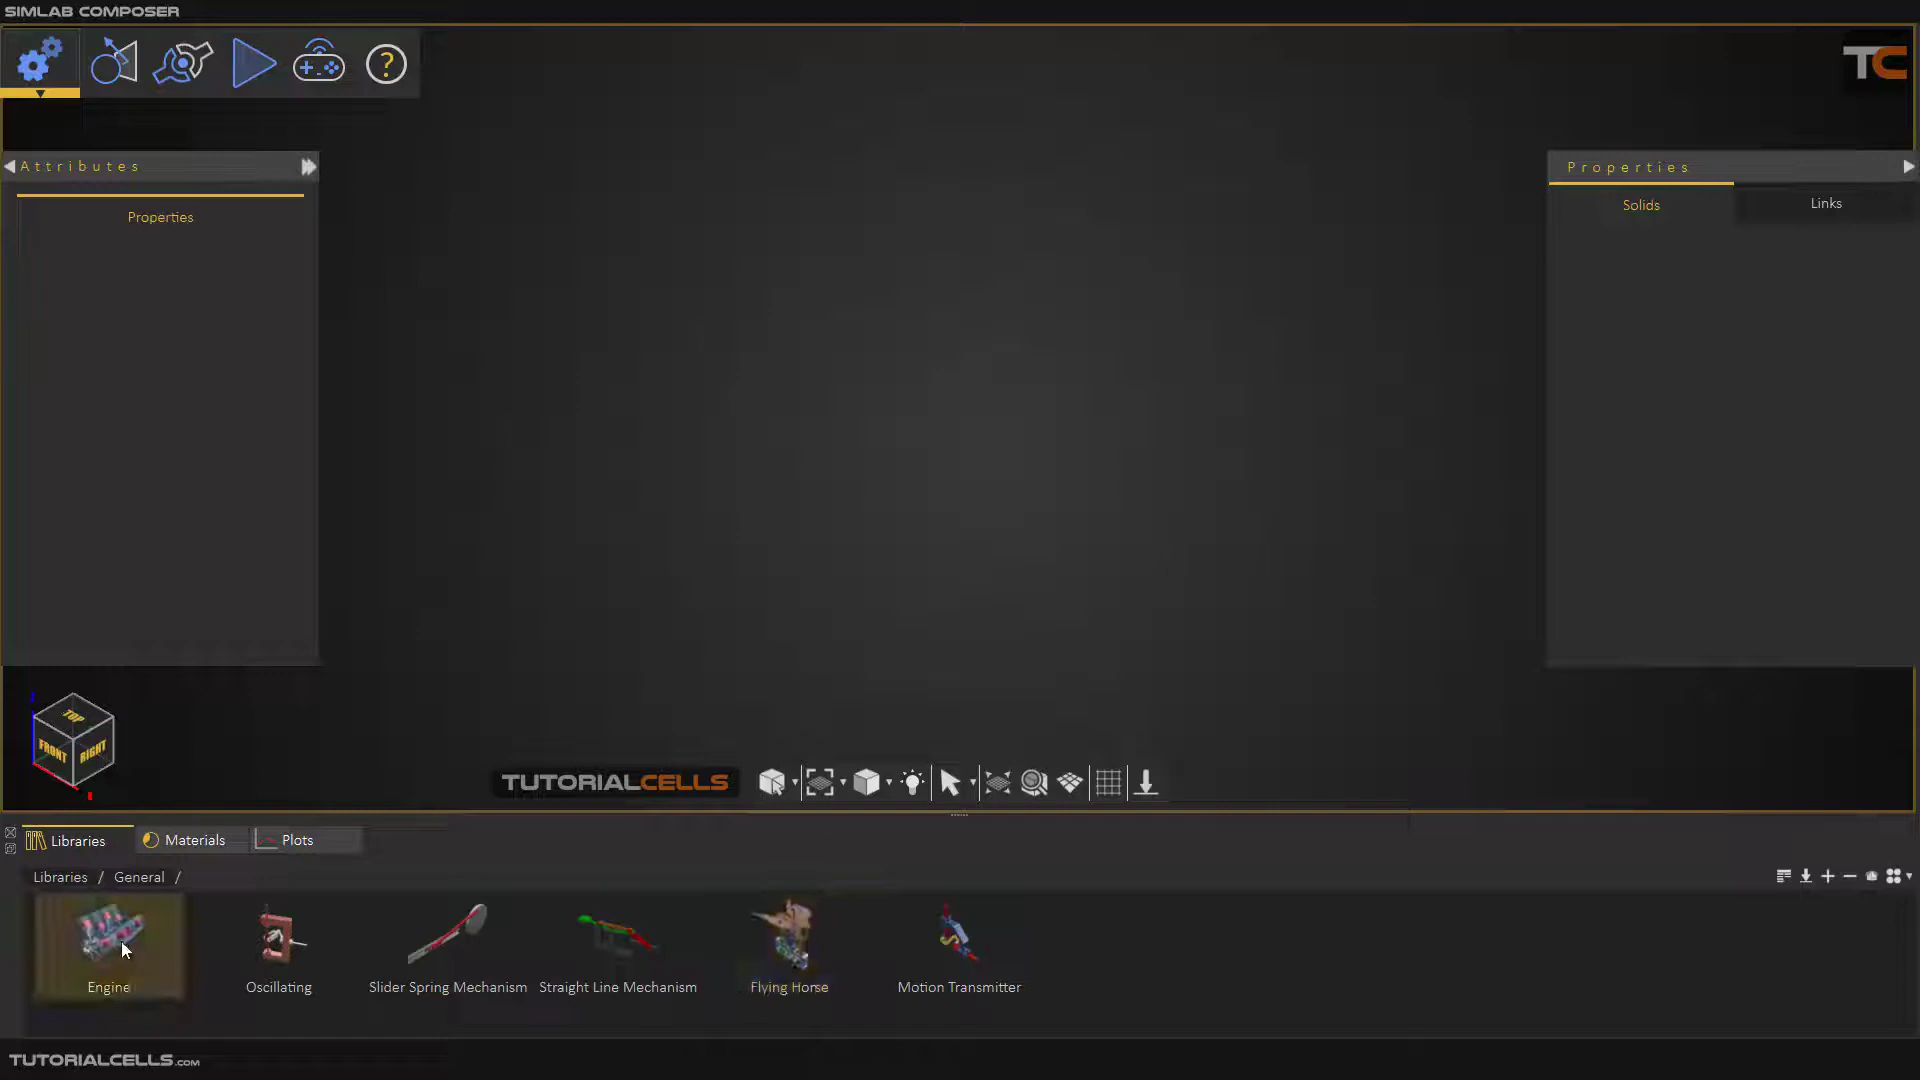 SIMLAB COMPOSER
TC
Attributes
Properties
Properties
Solids
Links
TOP
FRONT
RIGHT
TUTORIALCELLS
Libraries
Materials
Plots
Libraries / General /
Engine
Oscillating
Slider Spring Mechanism
Straight Line Mechanism
Flying Horse
Motion Transmitter
TUTORIALCELLS.COM